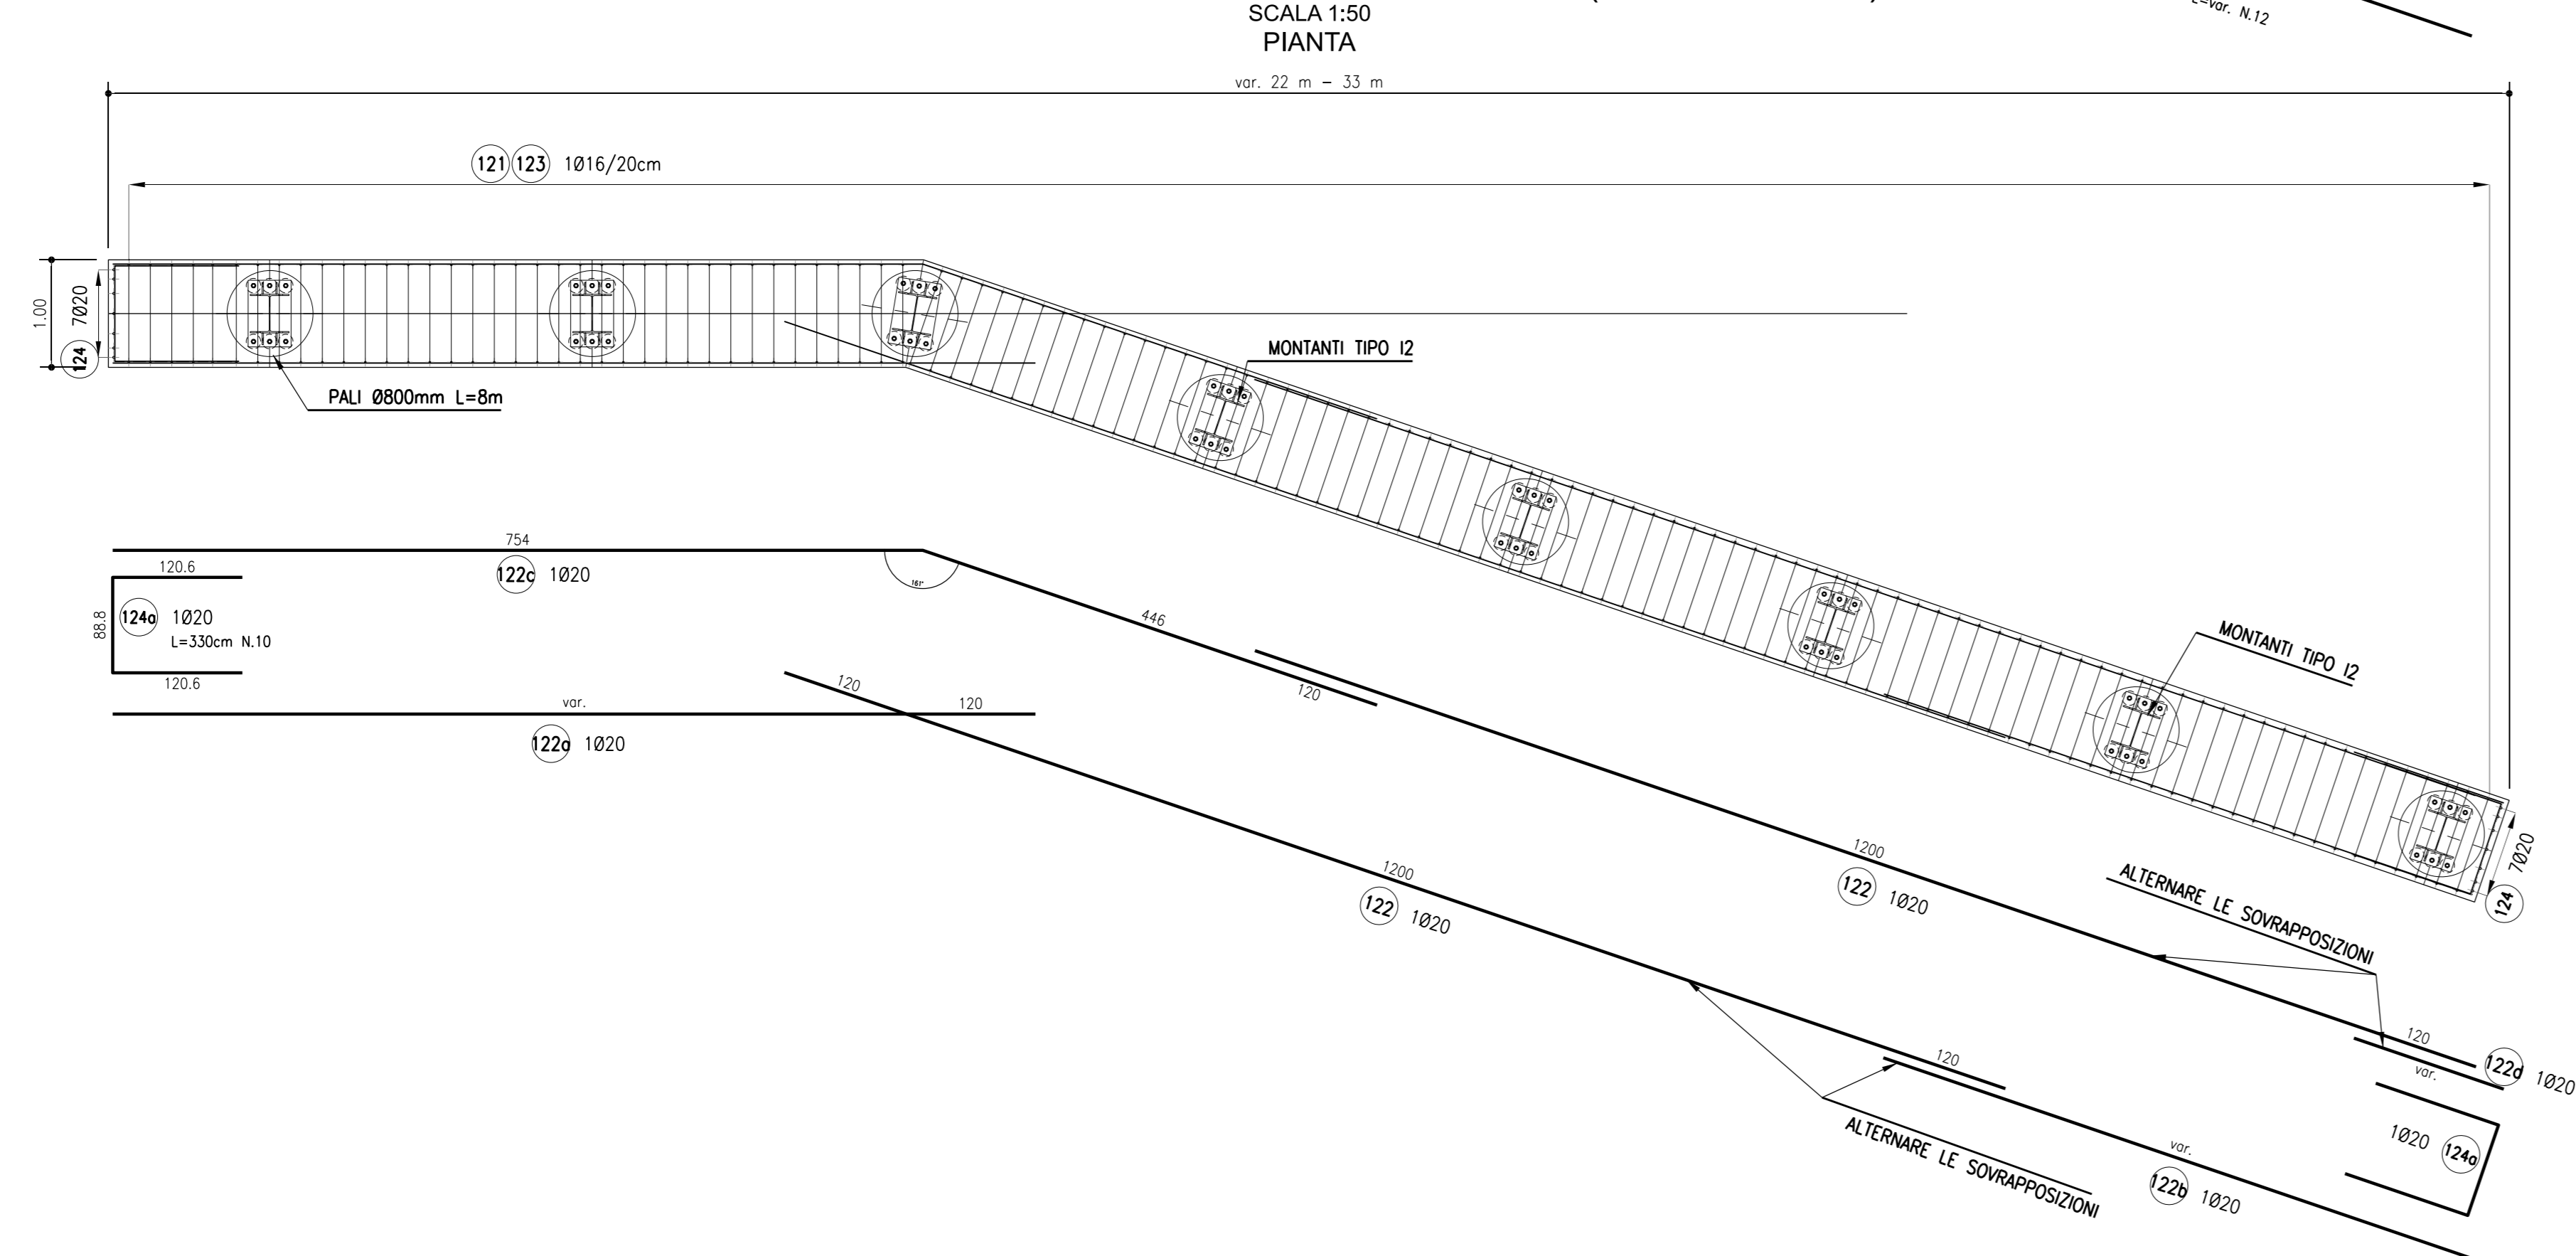 L=var. N.12
SCALA 1:50
PIANTA
var. 22 m - 33 m
121 123 1Ø16/20cm
1.00
7Ø20
124
PALI Ø800mm L=8m
MONTANTI TIPO I2
MONTANTI TIPO I2
754
122c 1Ø20
161°
120.6
88.8
124a 1Ø20
L=330cm N.10
120.6
446
120
var.
120
120
122a 1Ø20
1200
122 1Ø20
1200
122 1Ø20
7Ø20
124
ALTERNARE LE SOVRAPPOSIZIONI
120
122d 1Ø20
var.
120
ALTERNARE LE SOVRAPPOSIZIONI
1Ø20 124a
var.
122b 1Ø20